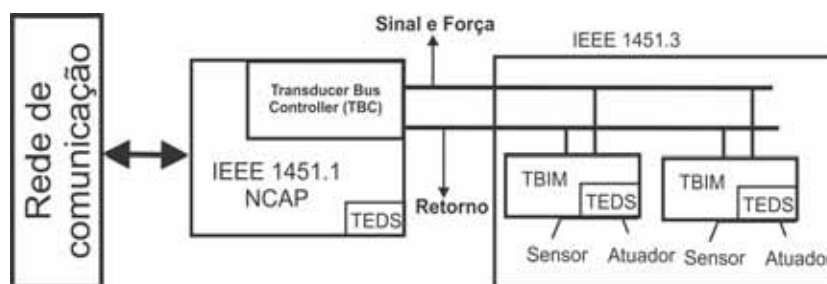 Rede de
comunicação
Sinal e Força
IEEE 1451.3
Transducer Bus
Controller (TBC)
IEEE 1451.1
NCAP
TEDS
Retorno
TBIM
TEDS
Sensor
Atuador
TBIM
TEDS
Sensor
Atuador